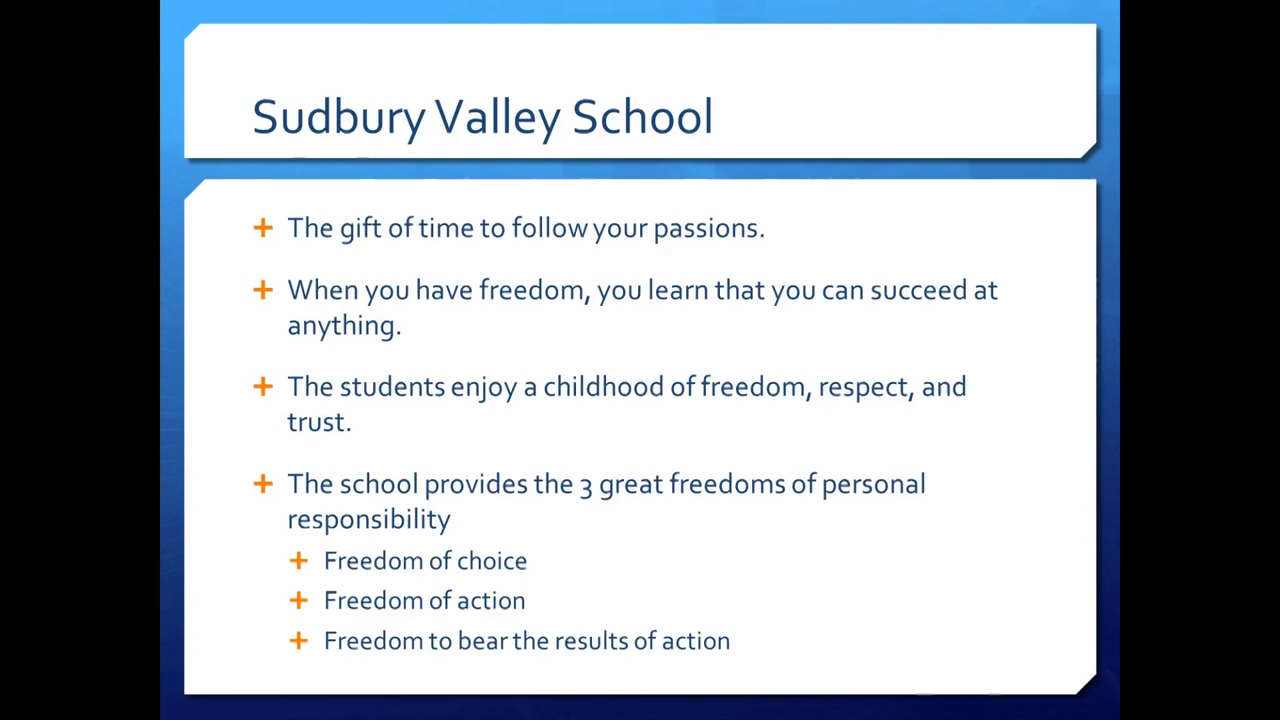 Sudbury Valley School
The gift of time to follow your passions.
When you have freedom, you learn that you can succeed at
anything.
The students enjoy a childhood of freedom, respect, and
trust.
The school provides the 3 great freedoms of personal
responsibility
Freedom of choice
Freedom of action
Freedom to bear the results of action